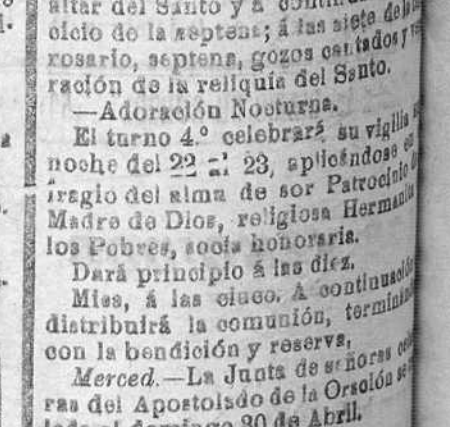 altar del Santo y á
cicio de la septena; á las siete de la
rosario, septena, gozos cantados y
ración de la reliquia del Santo.
—Adoración Nocturna.
El turno 4.º celebrará su vigilia
noche del 22 al 23, aplicándose en
fragio del alma de sor Patrocinio
Madre de Dios, religiosa Hermanita
los Pobres, socia honoraria.
Dará principio á las diez.
Misa, á las cinco. A continuación
distribuirá la comunión,
con la bendición y reserva,
Merced.—La Junta de señoras
ras del Apostolado de la Oración se
domingo 30 de Abril.